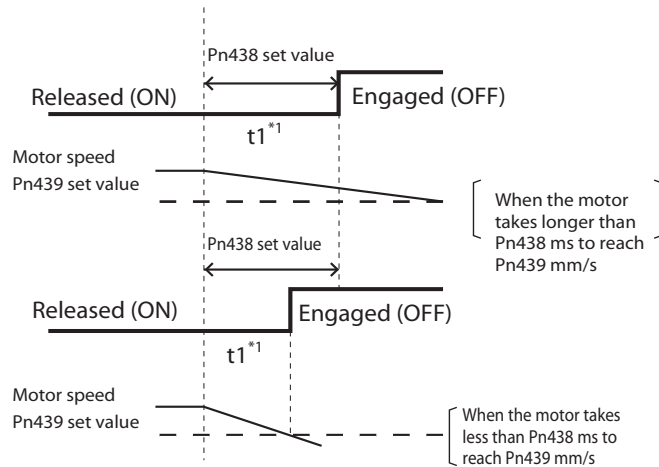 Pn438 set value
Released (ON)
Engaged (OFF)
t1*1
Motor speed
Pn439 set value
When the motor
takes longer than
Pn438 ms to reach
Pn439 mm/s
Pn438 set value
Released (ON)
Engaged (OFF)
t1*1
Motor speed
Pn439 set value
When the motor takes
less than Pn438 ms to
reach Pn439 mm/s